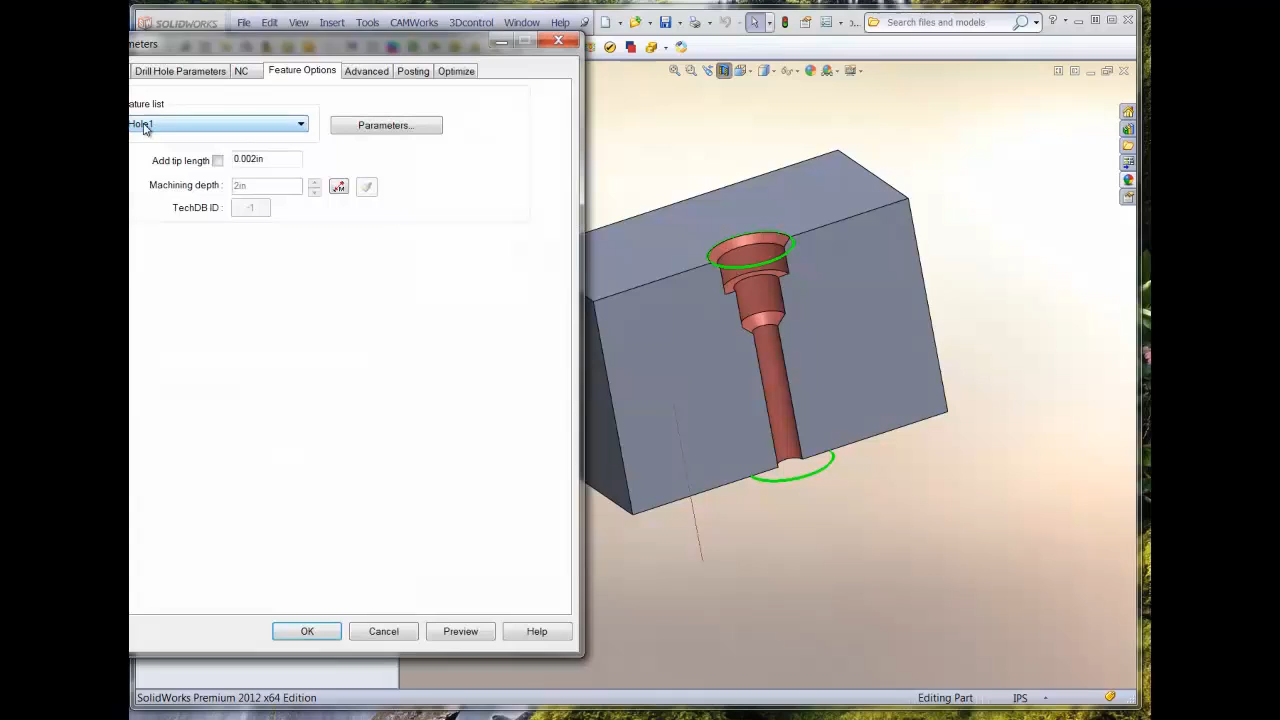 SOLIDWORKS File Edit View Insert Tools CAMWorks 3Dcontrol Window Help ... Search files and models ?
meters
Drill Hole Parameters NC Feature Options Advanced Posting Optimize
ature list
Hole1 Parameters...
Add tip length 0.002in
Machining depth : 2in
TechDB ID : -1
OK Cancel Preview Help
SolidWorks Premium 2012 x64 Edition Editing Part IPS